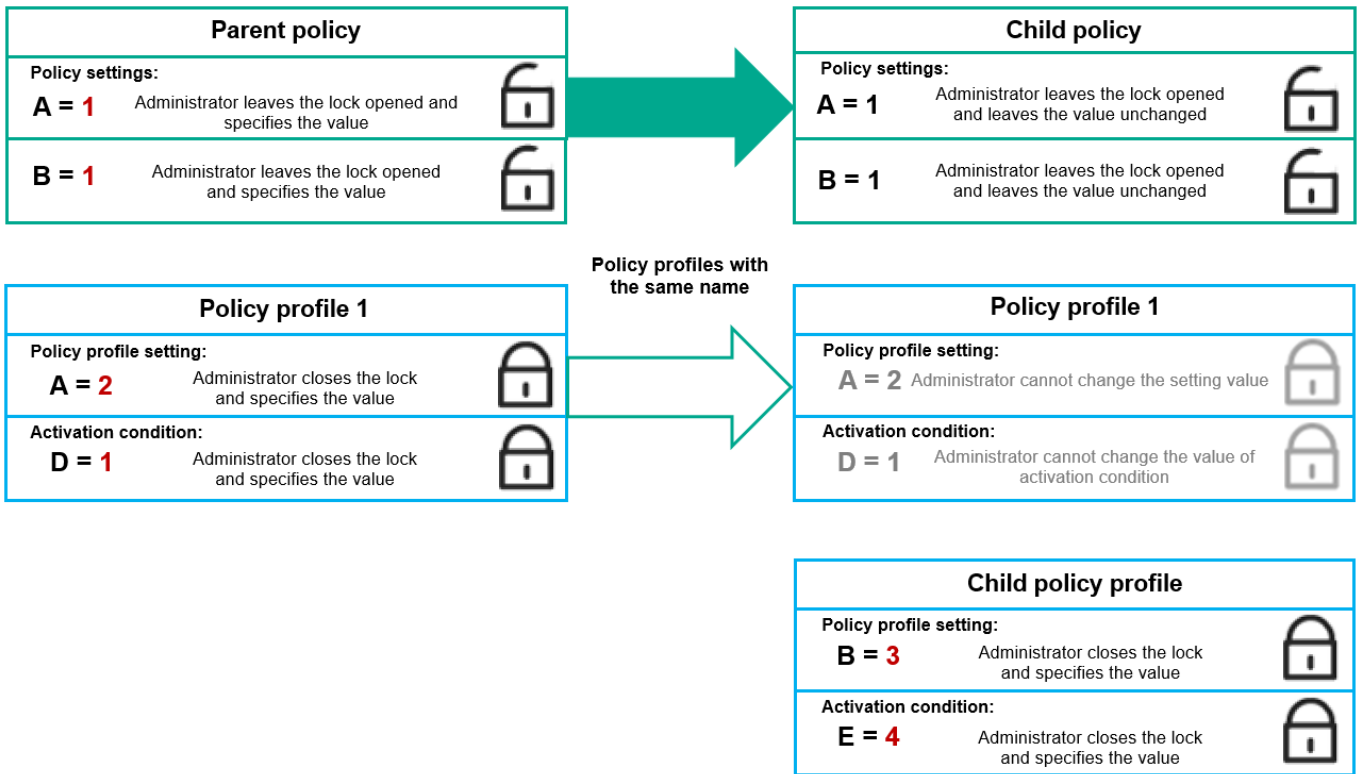 Parent policy
Policy settings:
A = 1
Administrator leaves the lock opened and
specifies the value
B = 1
Administrator leaves the lock opened
and specifies the value
Child policy
Policy settings:
A = 1
Administrator leaves the lock opened
and leaves the value unchanged
B = 1
Administrator leaves the lock opened
and leaves the value unchanged
Policy profiles with
the same name
Policy profile 1
Policy profile setting:
A = 2
Administrator closes the lock
and specifies the value
Activation condition:
D = 1
Administrator closes the lock
and specifies the value
Policy profile 1
Policy profile setting:
A = 2 Administrator cannot change the setting value
Activation condition:
D = 1
Administrator cannot change the value of
activation condition
Child policy profile
Policy profile setting:
B = 3
Administrator closes the lock
and specifies the value
Activation condition:
E = 4
Administrator closes the lock
and specifies the value